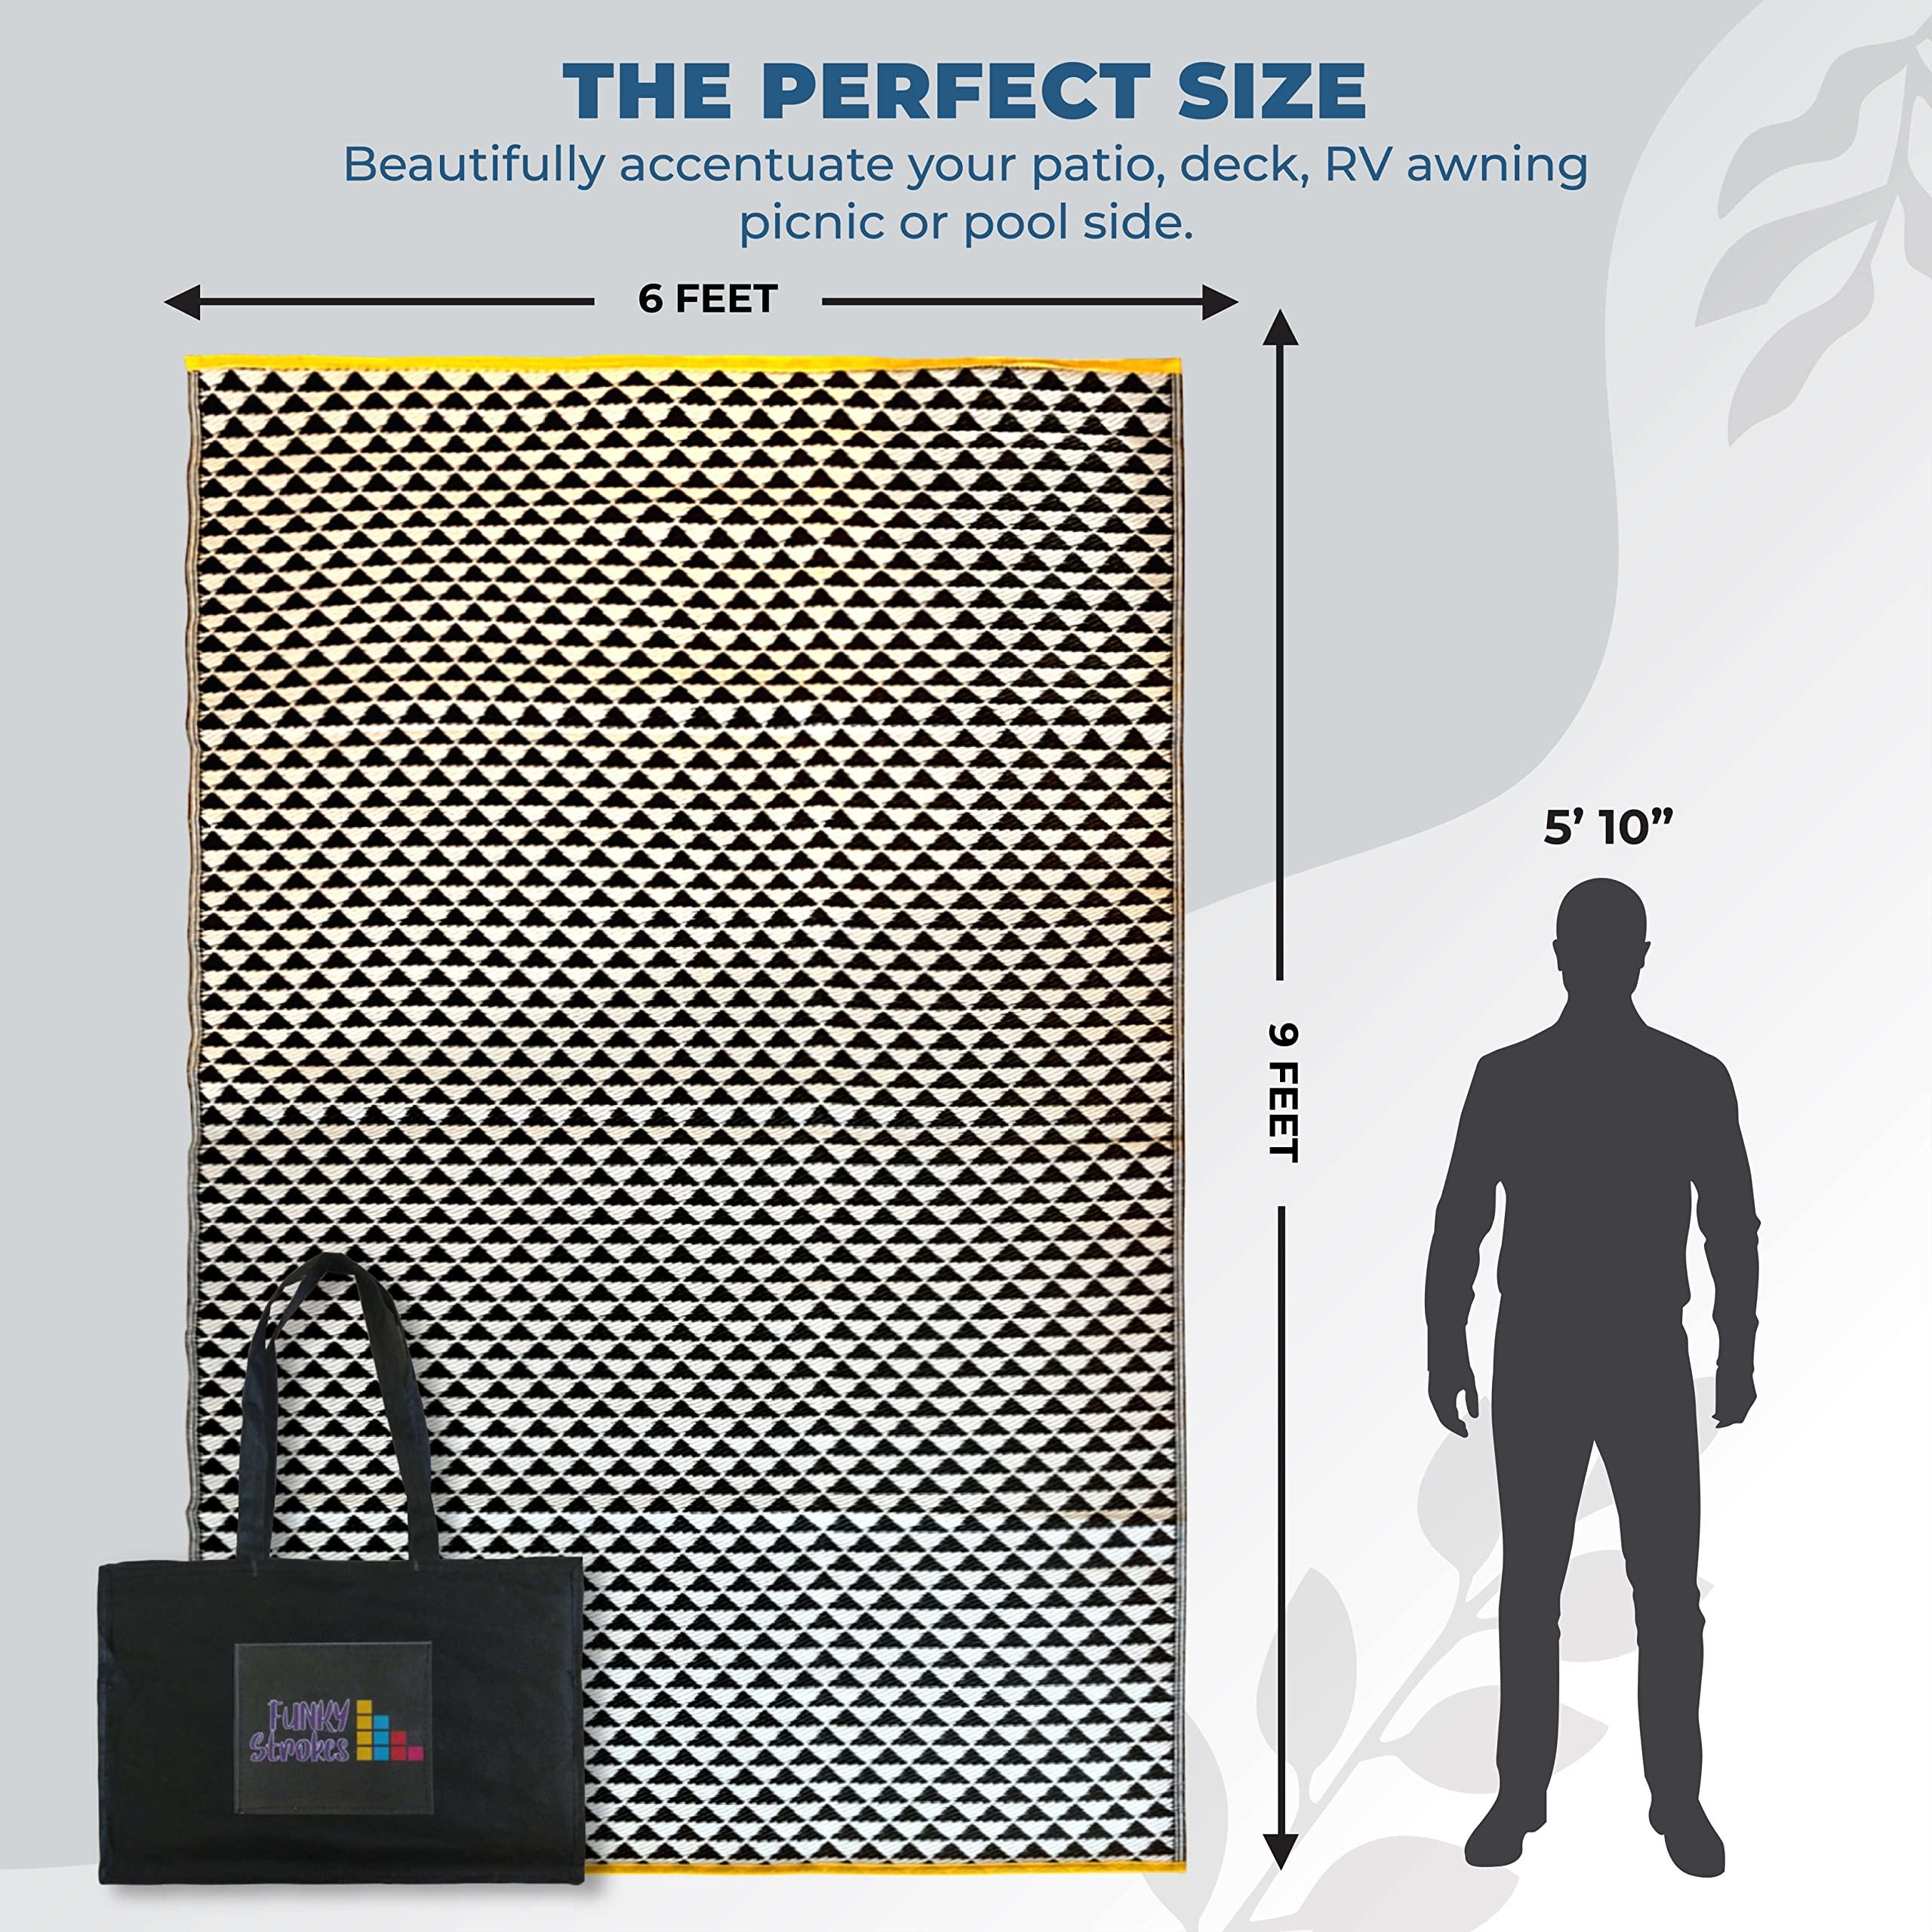 THE PERFECT SIZE
Beautifully accentuate your patio, deck, RV awning
picnic or pool side.
6 FEET
9 FEET
5’ 10”
FUNKY
Strokes